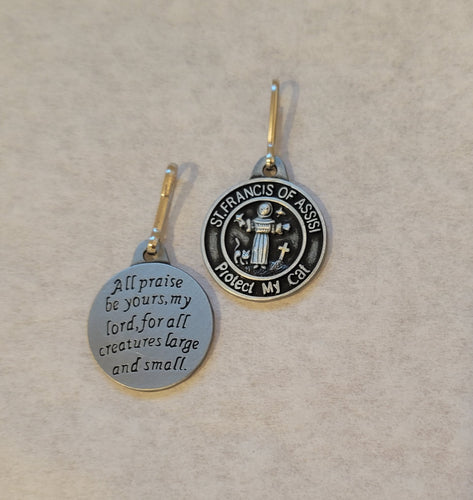 All praise
be yours, my
lord, for all
creatures large
and small.
ST. FRANCIS OF ASSISI
Protect My Cat